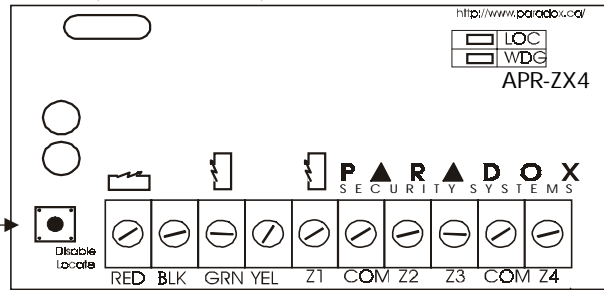 http://www.paradox.ca/
LOC
WDG
APR-ZX4
PARADOX
SECURITY SYSTEMS
Disable
Locate
RED BLK GRN YEL Z1 COM Z2 Z3 COM Z4